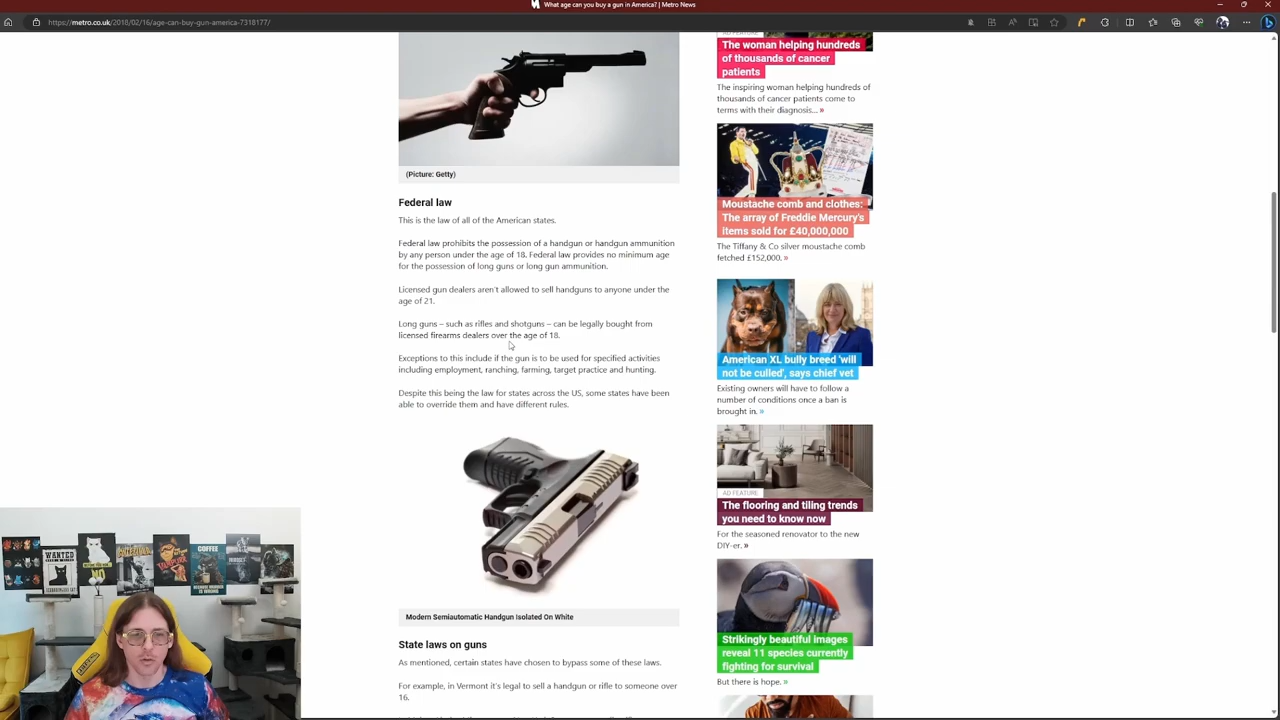 What age can you buy a gun in America? | Metro News
https://metro.co.uk/2018/02/16/age-can-buy-gun-america-7318177/
(Picture: Getty)
Federal law
This is the law of all of the American states.
Federal law prohibits the possession of a handgun or handgun ammunition
by any person under the age of 18. Federal law provides no minimum age
for the possession of long guns or long gun ammunition.
Licensed gun dealers aren't allowed to sell handguns to anyone under the
age of 21.
Long guns – such as rifles and shotguns – can be legally bought from
licensed firearms dealers over the age of 18.
Exceptions to this include if the gun is to be used for specified activities
including employment, ranching, farming, target practice and hunting.
Despite this being the law for states across the US, some states have been
able to override them and have different rules.
Modern Semiautomatic Handgun Isolated On White
State laws on guns
As mentioned, certain states have chosen to bypass some of these laws.
For example, in Vermont it's legal to sell a handgun or rifle to someone over
16.
AD FEATURE
The woman helping hundreds
of thousands of cancer
patients
The inspiring woman helping hundreds of
thousands of cancer patients come to
terms with their diagnosis... »
Moustache comb and clothes:
The array of Freddie Mercury's
items sold for £40,000,000
The Tiffany & Co silver moustache comb
fetched £152,000. »
American XL bully breed 'will
not be culled', says chief vet
Existing owners will have to follow a
number of conditions once a ban is
brought in. »
AD FEATURE
The flooring and tiling trends
you need to know now
For the seasoned renovator to the new
DIY-er. »
Strikingly beautiful images
reveal 11 species currently
fighting for survival
But there is hope. »
WANTED
COFFEE